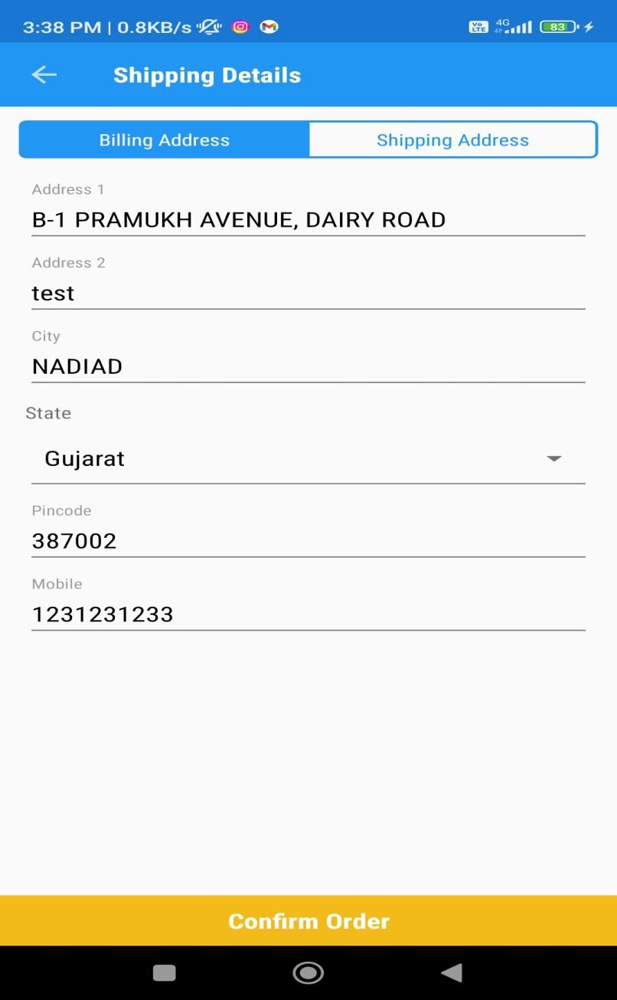 3:38 PM | 0.8KB/s
Vo LTE 4G 83
Shipping Details
Billing Address
Shipping Address
Address 1
B-1 PRAMUKH AVENUE, DAIRY ROAD
Address 2
test
City
NADIAD
State
Gujarat
Pincode
387002
Mobile
1231231233
Confirm Order